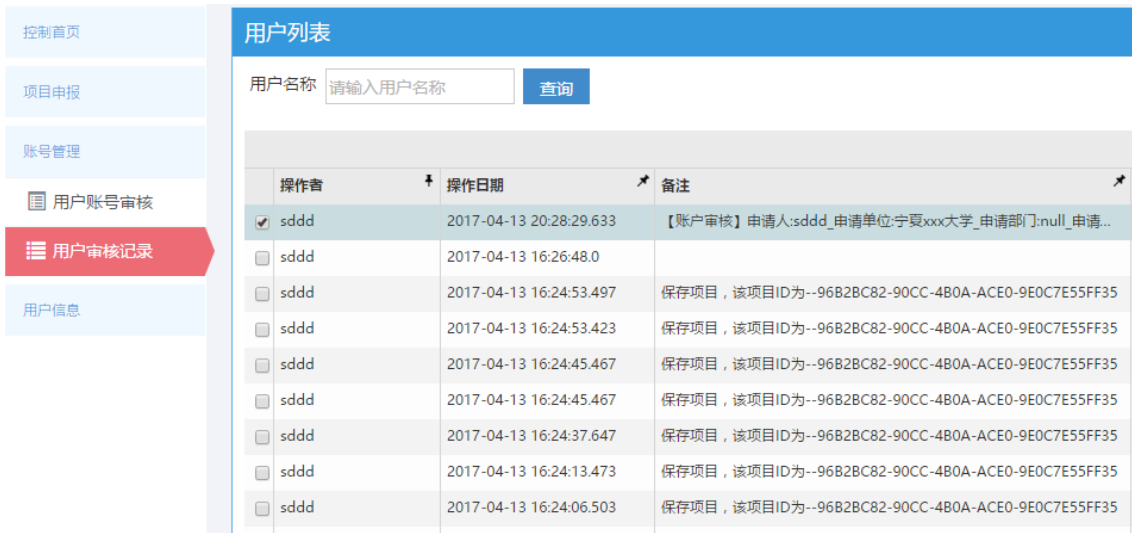 控制首页
项目申报
账号管理
用户账号审核
用户审核记录
用户信息
用户列表
用户名称 请输入用户名称 查询
操作者 操作日期 备注
sddd 2017-04-13 20:28:29.633 【账户审核】申请人:sddd_申请单位:宁夏xxx大学_申请部门:null_申请...
sddd 2017-04-13 16:26:48.0
sddd 2017-04-13 16:24:53.497 保存项目，该项目ID为--96B2BC82-90CC-4B0A-ACE0-9E0C7E55FF35
sddd 2017-04-13 16:24:53.423 保存项目，该项目ID为--96B2BC82-90CC-4B0A-ACE0-9E0C7E55FF35
sddd 2017-04-13 16:24:45.467 保存项目，该项目ID为--96B2BC82-90CC-4B0A-ACE0-9E0C7E55FF35
sddd 2017-04-13 16:24:45.467 保存项目，该项目ID为--96B2BC82-90CC-4B0A-ACE0-9E0C7E55FF35
sddd 2017-04-13 16:24:37.647 保存项目，该项目ID为--96B2BC82-90CC-4B0A-ACE0-9E0C7E55FF35
sddd 2017-04-13 16:24:13.473 保存项目，该项目ID为--96B2BC82-90CC-4B0A-ACE0-9E0C7E55FF35
sddd 2017-04-13 16:24:06.503 保存项目，该项目ID为--96B2BC82-90CC-4B0A-ACE0-9E0C7E55FF35